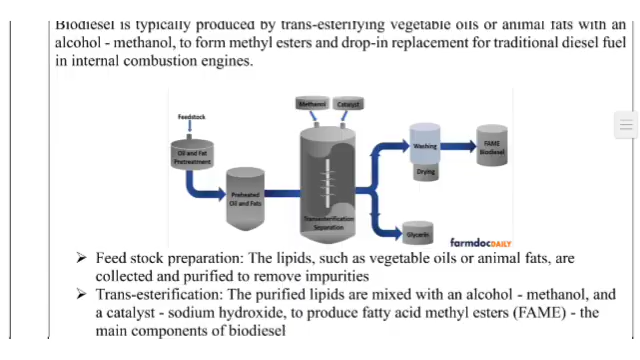 Biodiesel is typically produced by trans-esterifying vegetable oils or animal fats with an
alcohol - methanol, to form methyl esters and drop-in replacement for traditional diesel fuel
in internal combustion engines.
Methanol
Catalyst
Feedstock
Oil and Fat
Pretreatment
Washing
FAME
Biodiesel
Drying
Preheated
Oil and Fats
Transesterification
Separation
Glycerin
farmdocDAILY
➢ Feed stock preparation: The lipids, such as vegetable oils or animal fats, are
collected and purified to remove impurities
➢ Trans-esterification: The purified lipids are mixed with an alcohol - methanol, and
a catalyst - sodium hydroxide, to produce fatty acid methyl esters (FAME) - the
main components of biodiesel